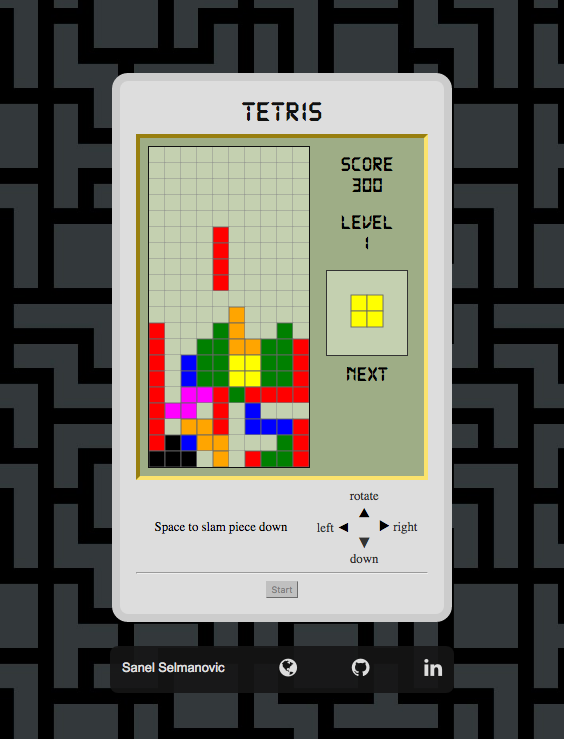 TETRIS
SCORE
300
LEVEL
1
NEXT
rotate
Space to slam piece down
left ◀ ▲ ▶ right
▼
down
Start
Sanel Selmanovic
in